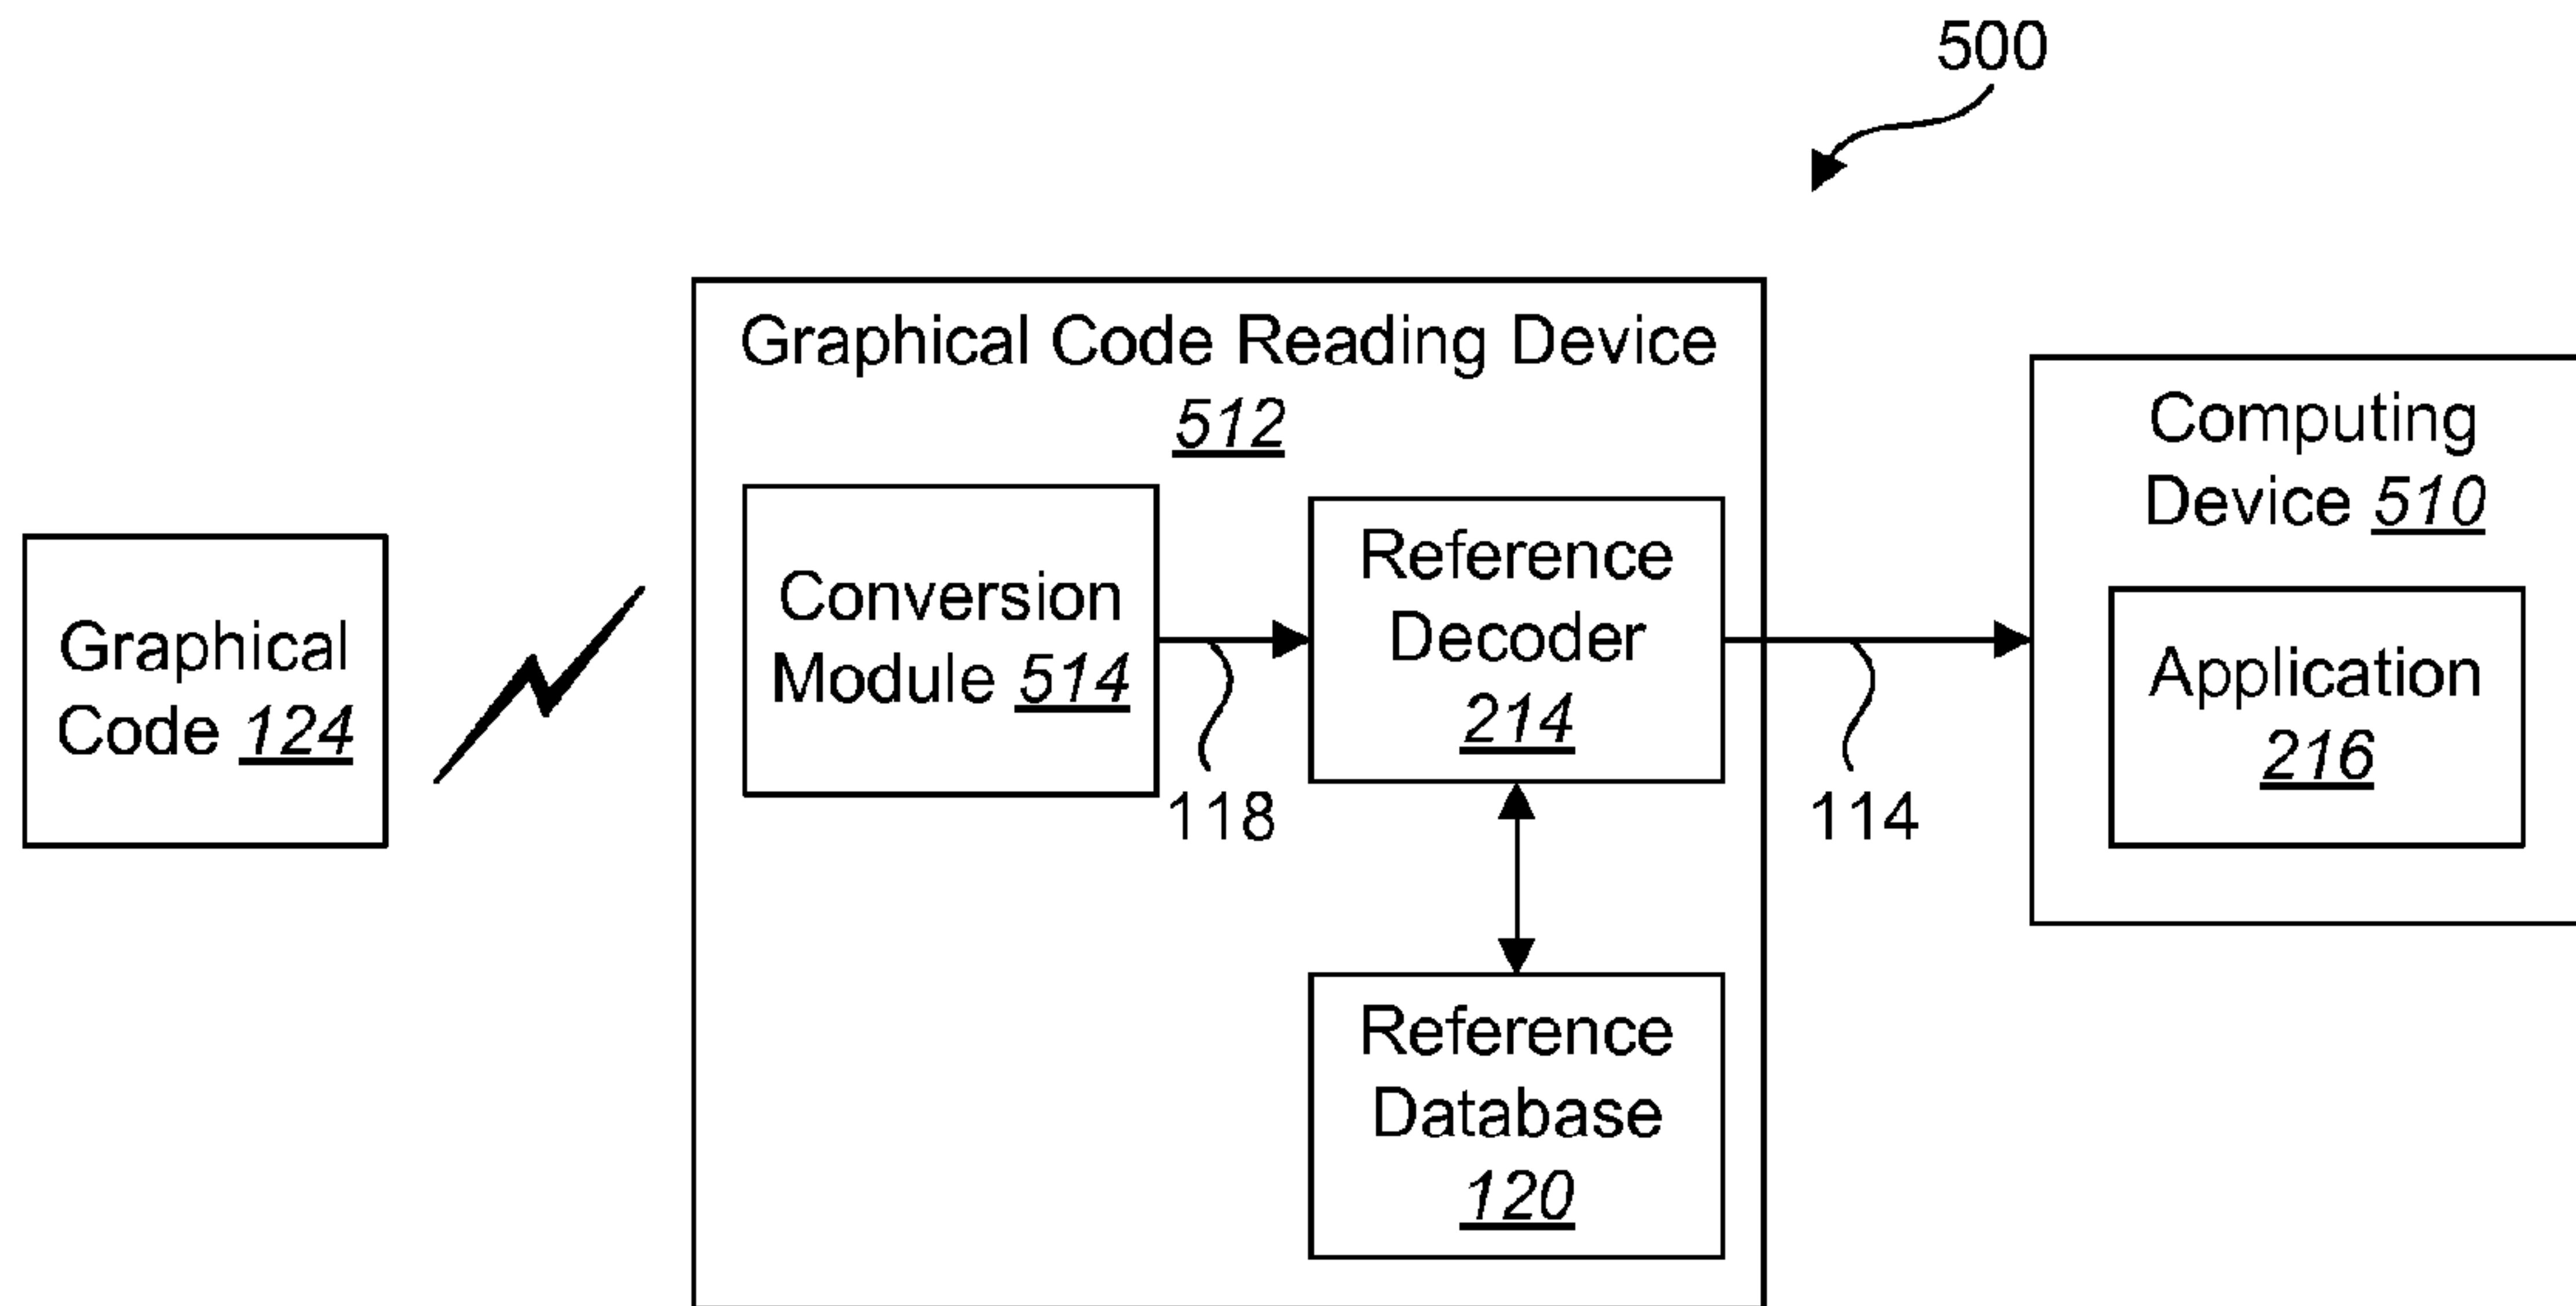 500
Graphical Code Reading Device
512
Graphical
Code 124
Conversion
Module 514
118
Reference
Decoder
214
114
Computing
Device 510
Application
216
Reference
Database
120